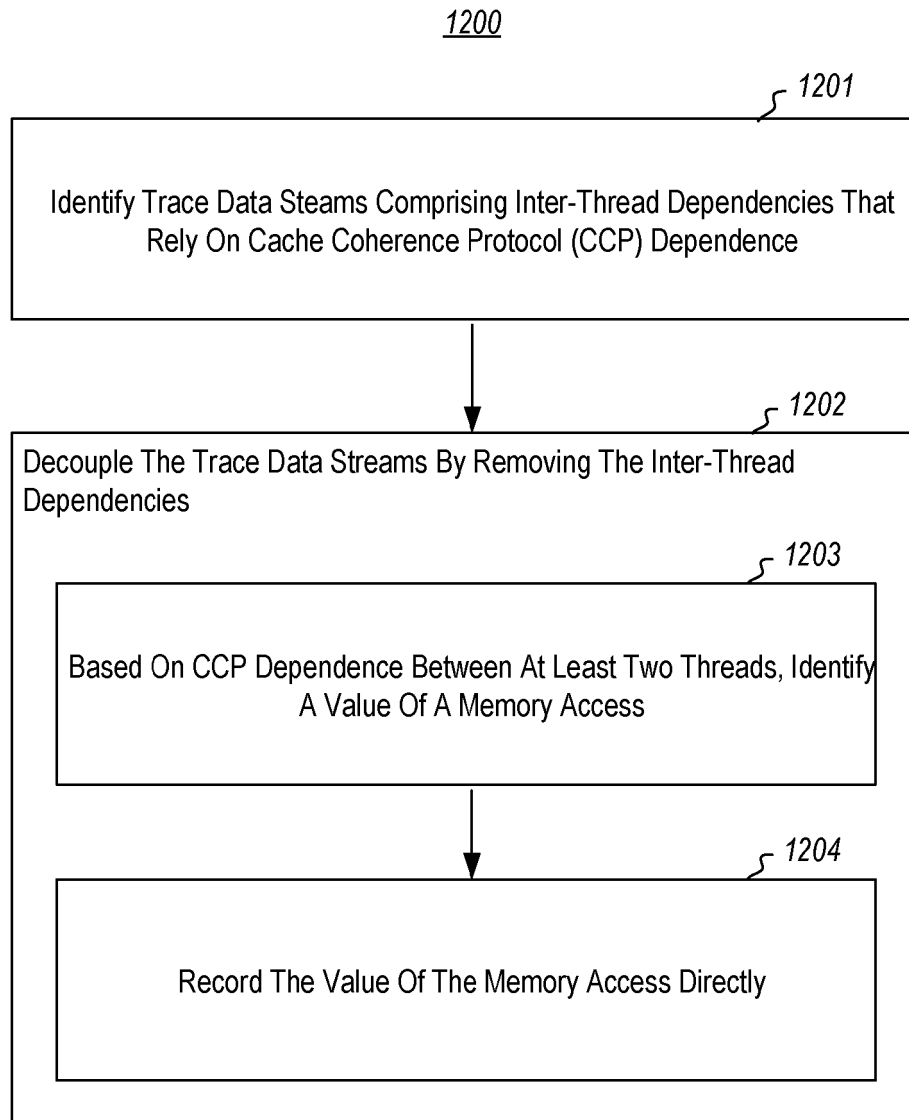 1200
1201
Identify Trace Data Steams Comprising Inter-Thread Dependencies That
Rely On Cache Coherence Protocol (CCP) Dependence
1202
Decouple The Trace Data Streams By Removing The Inter-Thread
Dependencies
1203
Based On CCP Dependence Between At Least Two Threads, Identify
A Value Of A Memory Access
1204
Record The Value Of The Memory Access Directly